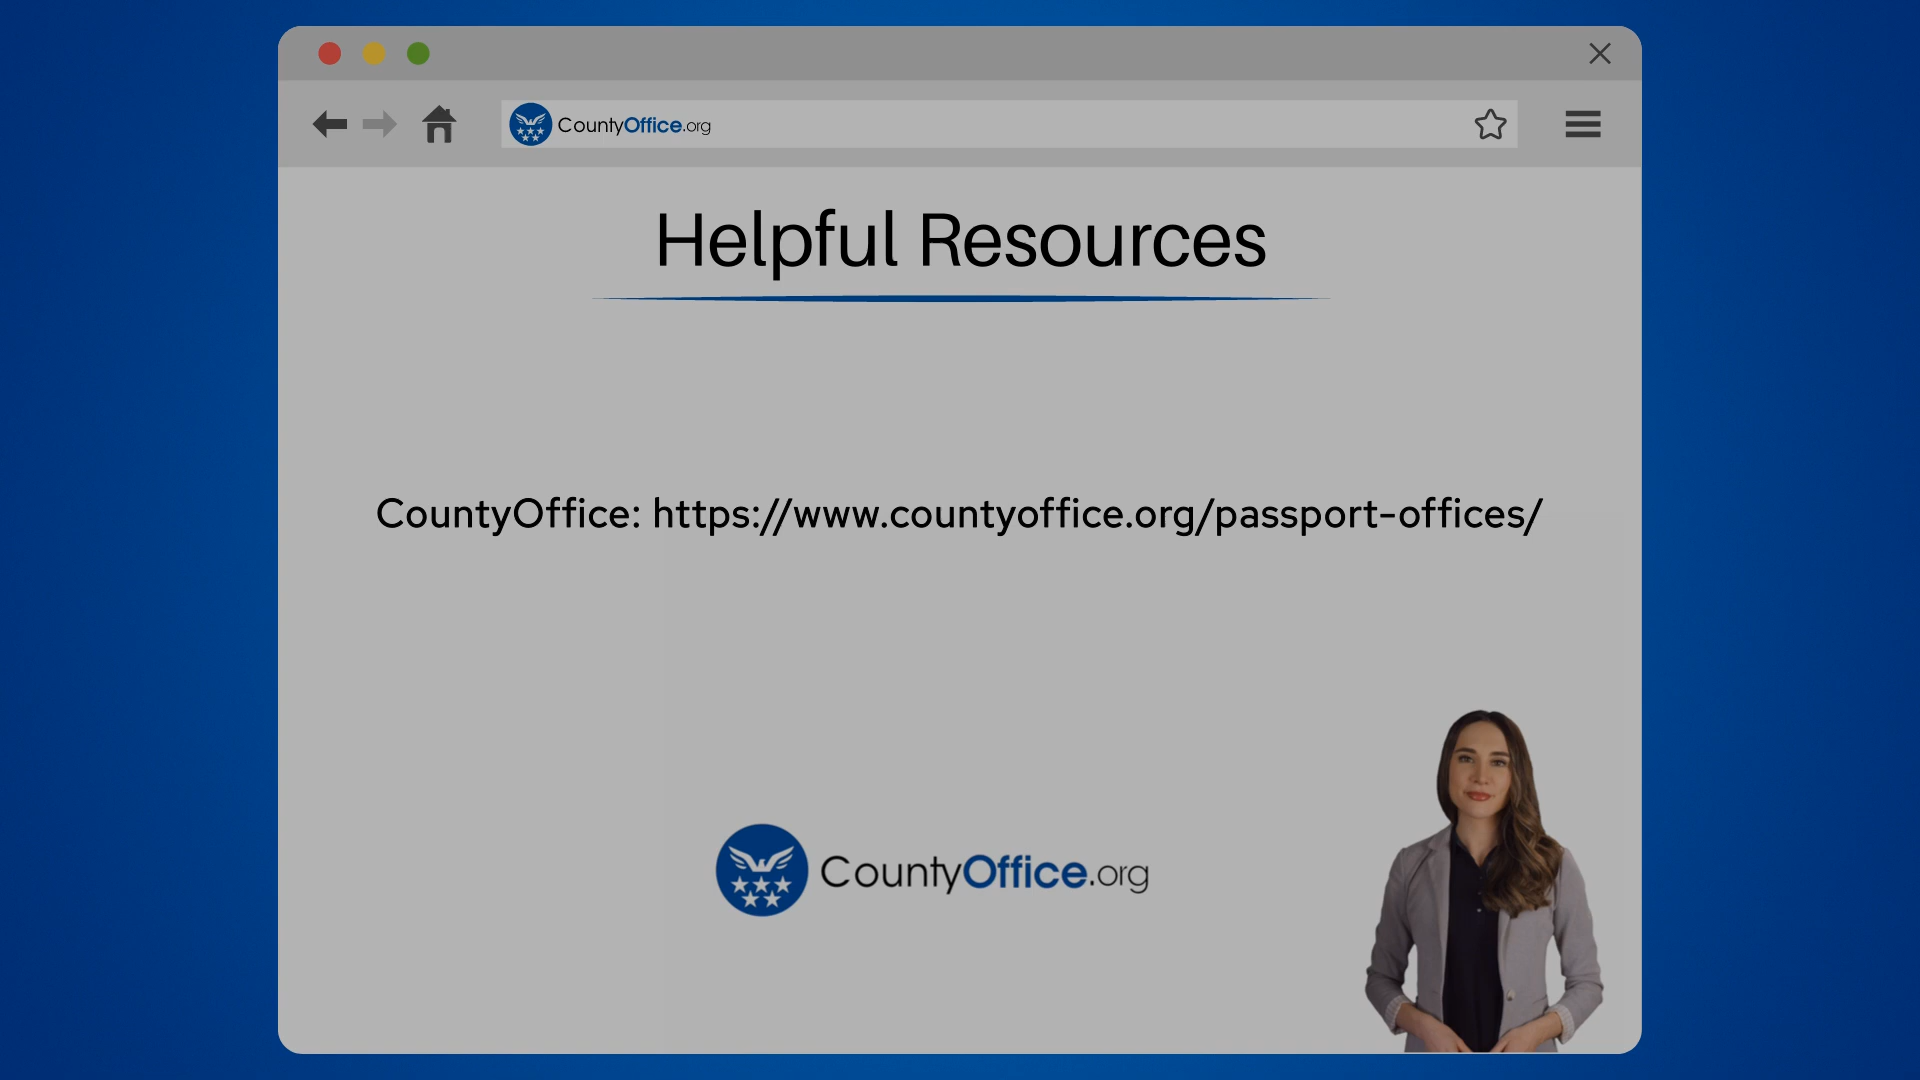 CountyOffice.org
Helpful Resources
CountyOffice: https://www.countyoffice.org/passport-offices/
CountyOffice.org